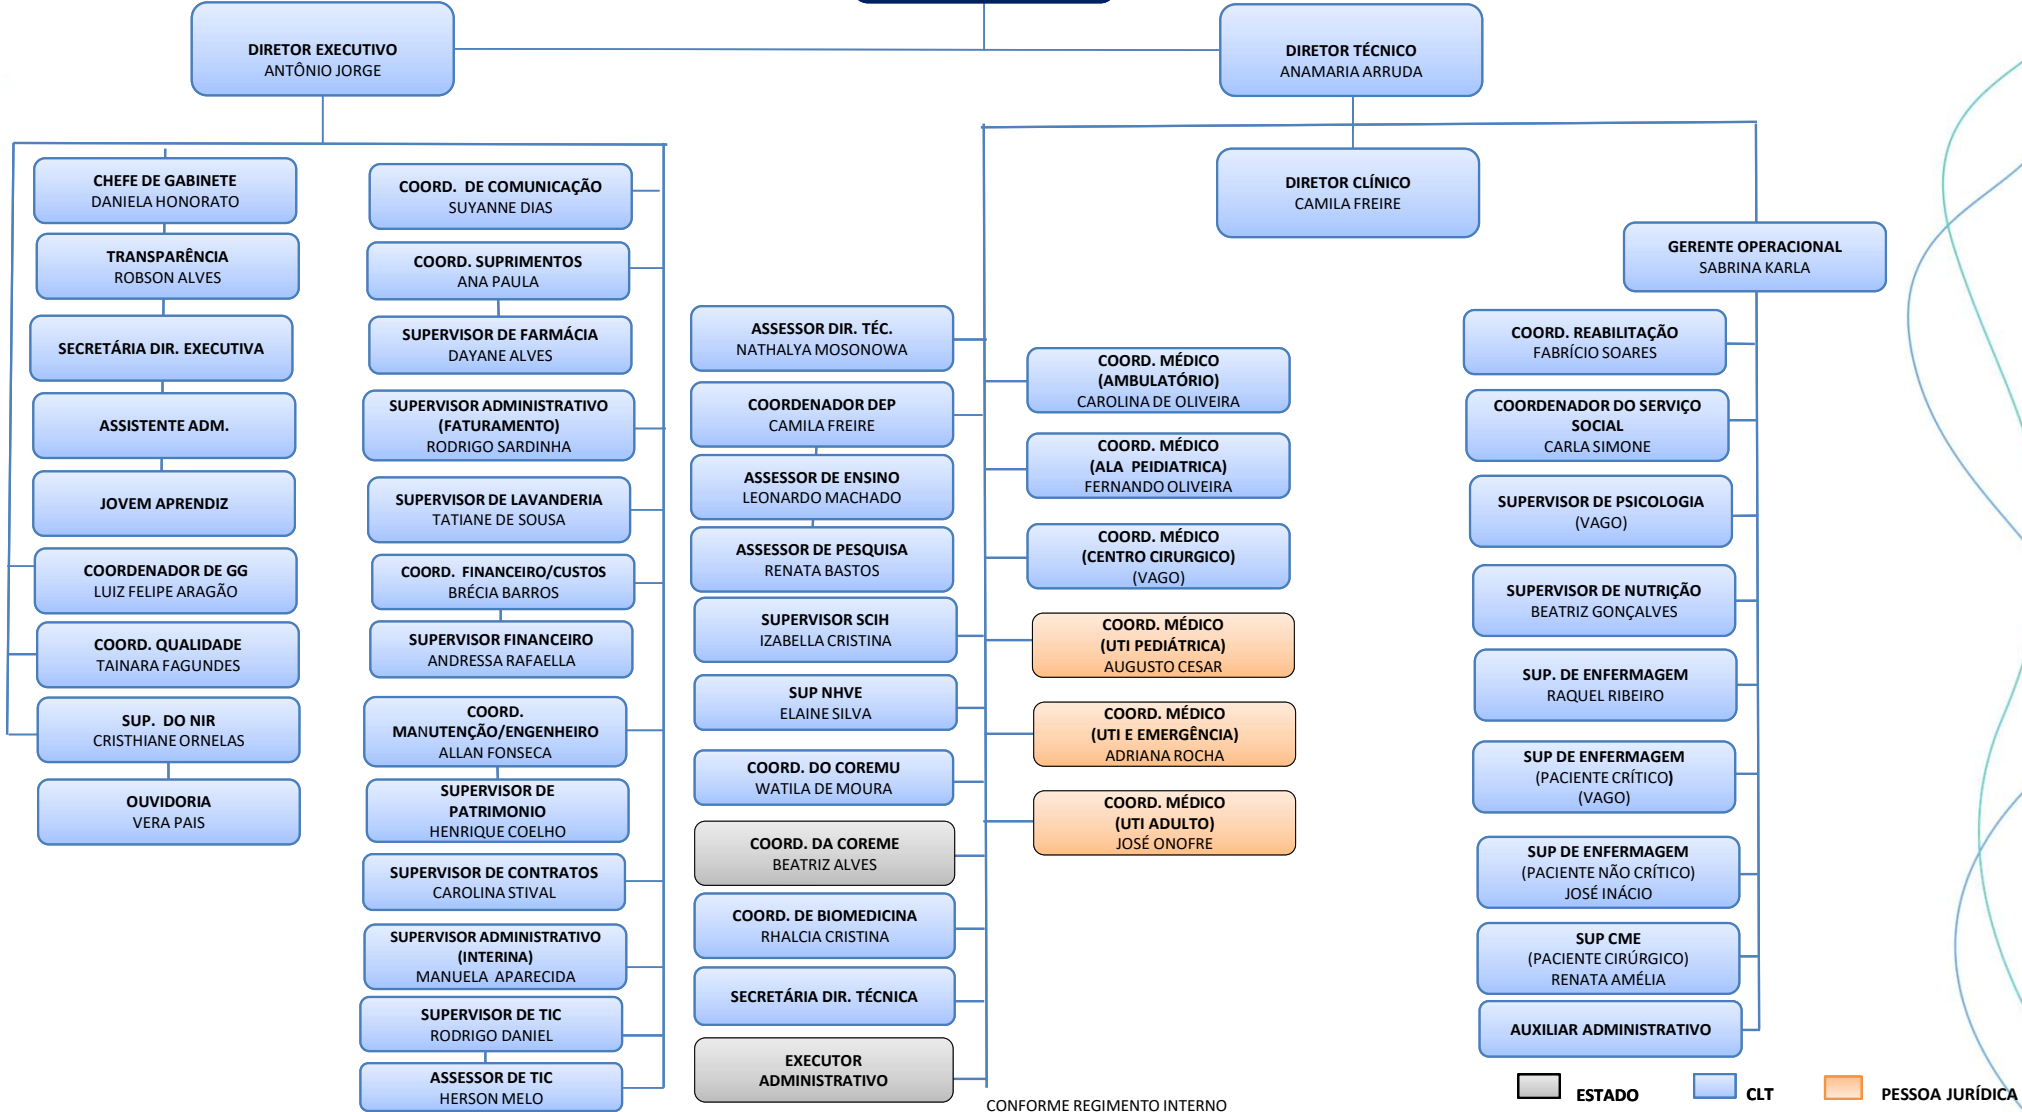 DIRETOR EXECUTIVO
ANTÔNIO JORGE
DIRETOR TÉCNICO
ANAMARIA ARRUDA
CHEFE DE GABINETE
DANIELA HONORATO
TRANSPARÊNCIA
ROBSON ALVES
SECRETÁRIA DIR. EXECUTIVA
ASSISTENTE ADM.
JOVEM APRENDIZ
COORDENADOR DE GG
LUIZ FELIPE ARAGÃO
COORD. QUALIDADE
TAINARA FAGUNDES
SUP. DO NIR
CRISTHIANE ORNELAS
OUVIDORIA
VERA PAIS
COORD. DE COMUNICAÇÃO
SUYANNE DIAS
COORD. SUPRIMENTOS
ANA PAULA
SUPERVISOR DE FARMÁCIA
DAYANE ALVES
SUPERVISOR ADMINISTRATIVO
(FATURAMENTO)
RODRIGO SARDINHA
SUPERVISOR DE LAVANDERIA
TATIANE DE SOUSA
COORD. FINANCEIRO/CUSTOS
BRÉCIA BARROS
SUPERVISOR FINANCEIRO
ANDRESSA RAFAELLA
COORD.
MANUTENÇÃO/ENGENHEIRO
ALLAN FONSECA
SUPERVISOR DE
PATRIMONIO
HENRIQUE COELHO
SUPERVISOR DE CONTRATOS
CAROLINA STIVAL
SUPERVISOR ADMINISTRATIVO
(INTERINA)
MANUELA APARECIDA
SUPERVISOR DE TIC
RODRIGO DANIEL
ASSESSOR DE TIC
HERSON MELO
DIRETOR CLÍNICO
CAMILA FREIRE
ASSESSOR DIR. TÉC.
NATHALYA MOSONOWA
COORDENADOR DEP
CAMILA FREIRE
ASSESSOR DE ENSINO
LEONARDO MACHADO
ASSESSOR DE PESQUISA
RENATA BASTOS
SUPERVISOR SCIH
IZABELLA CRISTINA
SUP NHVE
ELAINE SILVA
COORD. DO COREMU
WATILA DE MOURA
COORD. DA COREME
BEATRIZ ALVES
COORD. DE BIOMEDICINA
RHALCIA CRISTINA
SECRETÁRIA DIR. TÉCNICA
EXECUTOR
ADMINISTRATIVO
COORD. MÉDICO
(AMBULATÓRIO)
CAROLINA DE OLIVEIRA
COORD. MÉDICO
(ALA PEIDIATRICA)
FERNANDO OLIVEIRA
COORD. MÉDICO
(CENTRO CIRURGICO)
(VAGO)
COORD. MÉDICO
(UTI PEDIÁTRICA)
AUGUSTO CESAR
COORD. MÉDICO
(UTI E EMERGÊNCIA)
ADRIANA ROCHA
COORD. MÉDICO
(UTI ADULTO)
JOSÉ ONOFRE
GERENTE OPERACIONAL
SABRINA KARLA
COORD. REABILITAÇÃO
FABRÍCIO SOARES
COORDENADOR DO SERVIÇO
SOCIAL
CARLA SIMONE
SUPERVISOR DE PSICOLOGIA
(VAGO)
SUPERVISOR DE NUTRIÇÃO
BEATRIZ GONÇALVES
SUP. DE ENFERMAGEM
RAQUEL RIBEIRO
SUP DE ENFERMAGEM
(PACIENTE CRÍTICO)
(VAGO)
SUP DE ENFERMAGEM
(PACIENTE NÃO CRÍTICO)
JOSÉ INÁCIO
SUP CME
(PACIENTE CIRÚRGICO)
RENATA AMÉLIA
AUXILIAR ADMINISTRATIVO
CONFORME REGIMENTO INTERNO
ESTADO
CLT
PESSOA JURÍDICA